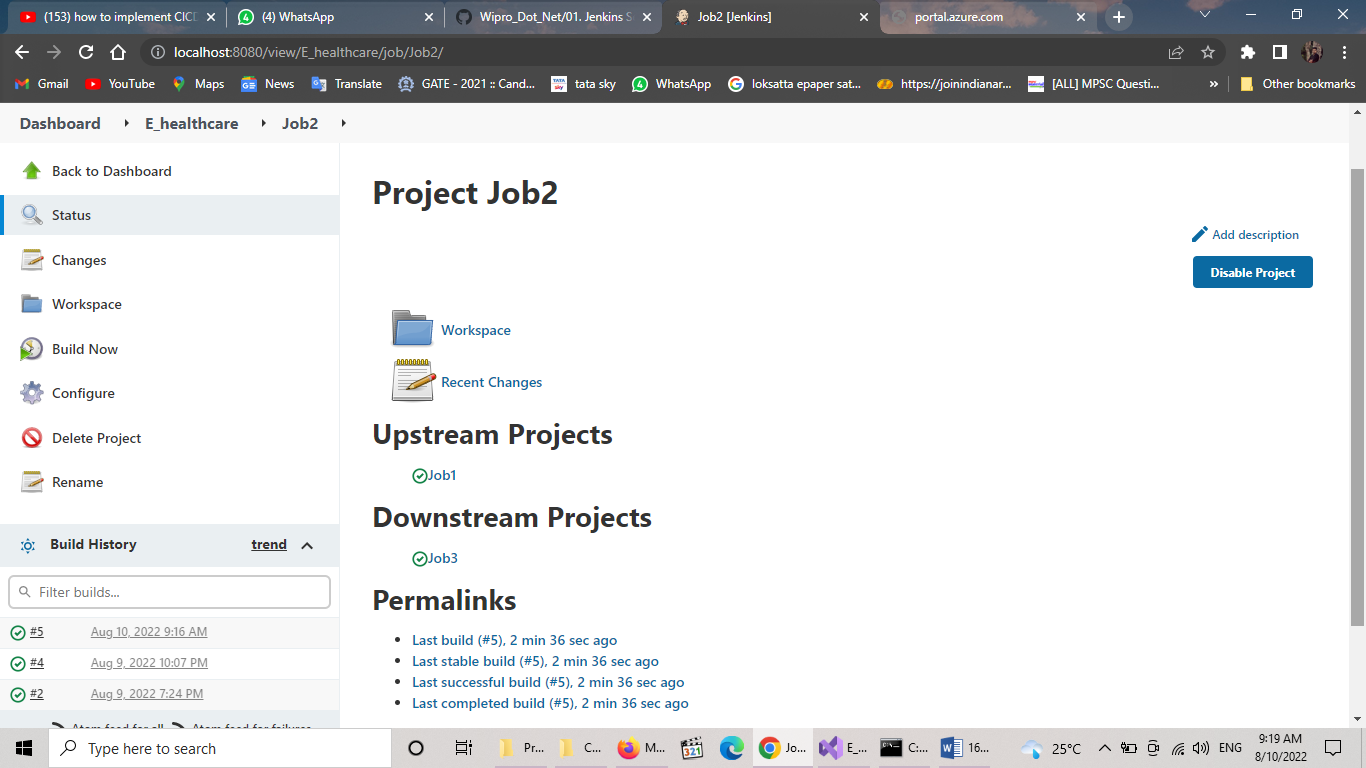 (153) how to implement CICD
(4) WhatsApp
Wipro_Dot_Net/01. Jenkins S
Job2 [Jenkins]
portal.azure.com
localhost:8080/view/E_healthcare/job/Job2/
Gmail
YouTube
Maps
News
Translate
GATE - 2021 :: Cand...
tata sky
WhatsApp
loksatta epaper sat...
https://joinindianar...
[ALL] MPSC Questi...
»
Other bookmarks
Dashboard
E_healthcare
Job2
Back to Dashboard
Status
Changes
Workspace
Build Now
Configure
Delete Project
Rename
Build History
trend
Filter builds...
#5 Aug 10, 2022 9:16 AM
#4 Aug 9, 2022 10:07 PM
#2 Aug 9, 2022 7:24 PM
Atom feed for all
Atom feed for failures
Project Job2
Add description
Disable Project
Workspace
Recent Changes
Upstream Projects
Job1
Downstream Projects
Job3
Permalinks
Last build (#5), 2 min 36 sec ago
Last stable build (#5), 2 min 36 sec ago
Last successful build (#5), 2 min 36 sec ago
Last completed build (#5), 2 min 36 sec ago
Type here to search
Pr...
C...
M...
321
Jo...
E_...
C:...
16...
25°C
ENG
9:19 AM
8/10/2022